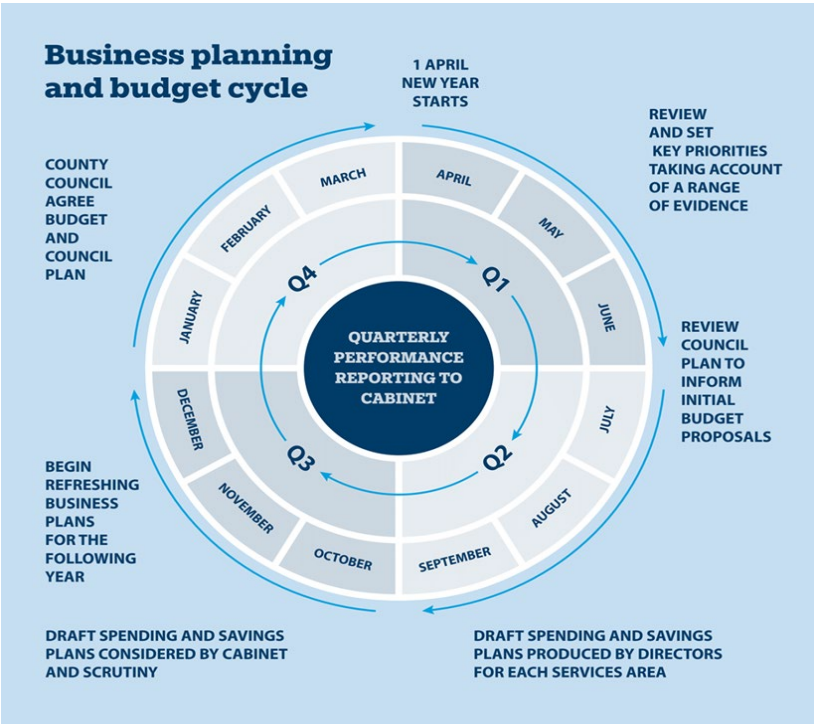 Business planning
and budget cycle
1 APRIL
NEW YEAR
STARTS
REVIEW
AND SET
KEY PRIORITIES
TAKING ACCOUNT
OF A RANGE
OF EVIDENCE
REVIEW
COUNCIL
PLAN TO
INFORM
INITIAL
BUDGET
PROPOSALS
DRAFT SPENDING AND SAVINGS
PLANS PRODUCED BY DIRECTORS
FOR EACH SERVICES AREA
DRAFT SPENDING AND SAVINGS
PLANS CONSIDERED BY CABINET
AND SCRUTINY
BEGIN
REFRESHING
BUSINESS
PLANS
FOR THE
FOLLOWING
YEAR
COUNTY
COUNCIL
AGREE
BUDGET
AND
COUNCIL
PLAN
APRIL
MAY
JUNE
JULY
AUGUST
SEPTEMBER
OCTOBER
NOVEMBER
DECEMBER
JANUARY
FEBRUARY
MARCH
Q1
Q2
Q3
Q4
QUARTERLY
PERFORMANCE
REPORTING TO
CABINET